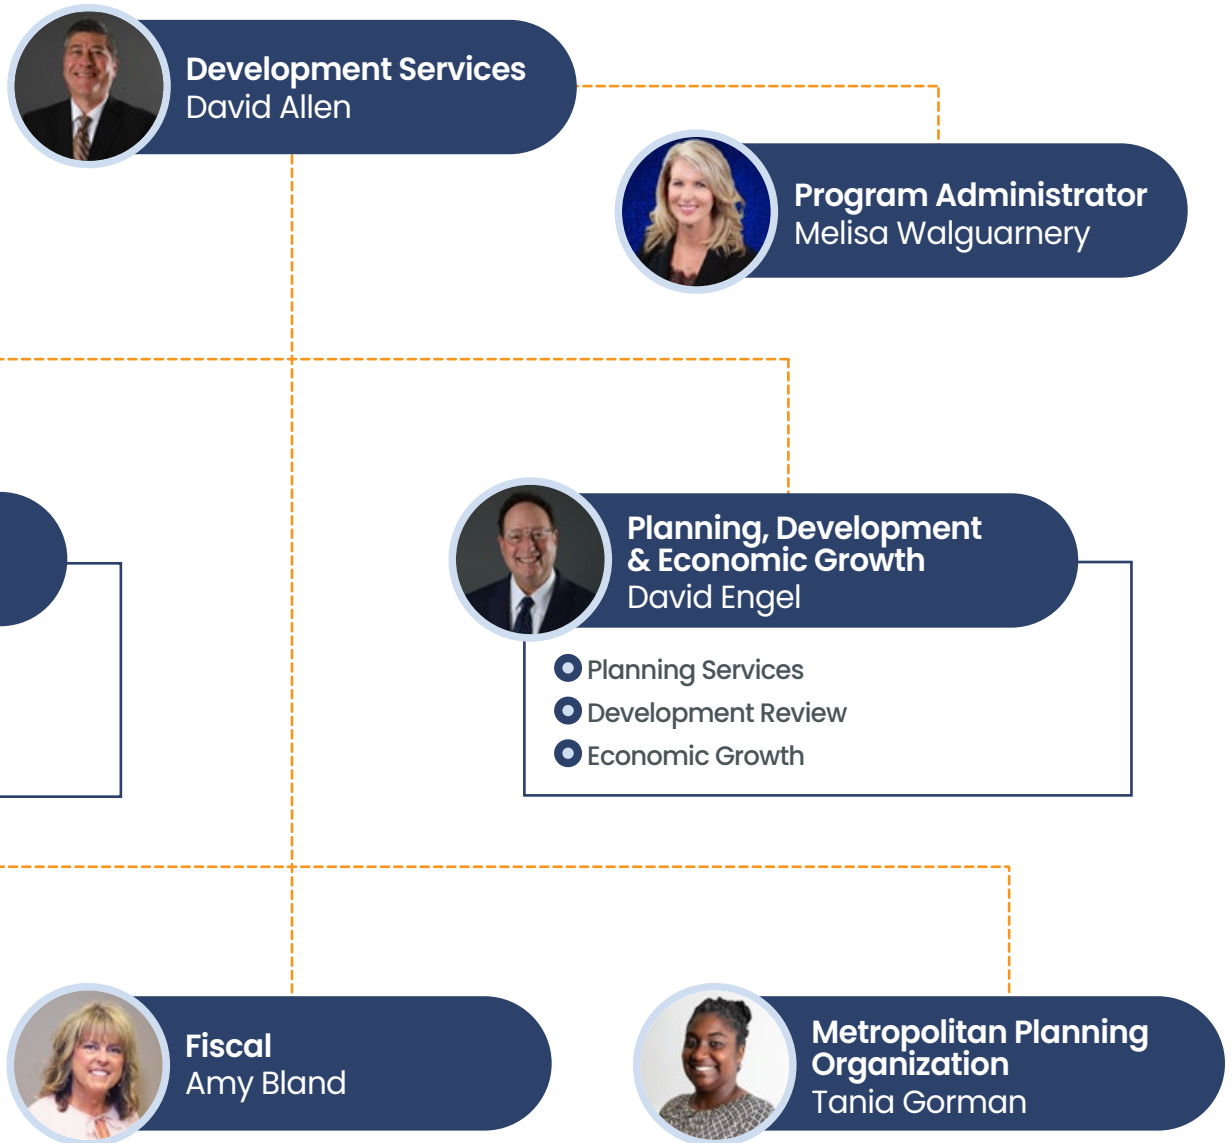 Development Services
David Allen
Program Administrator
Melisa Walguarnery
Planning, Development
& Economic Growth
David Engel
Planning Services
Development Review
Economic Growth
Fiscal
Amy Bland
Metropolitan Planning
Organization
Tania Gorman